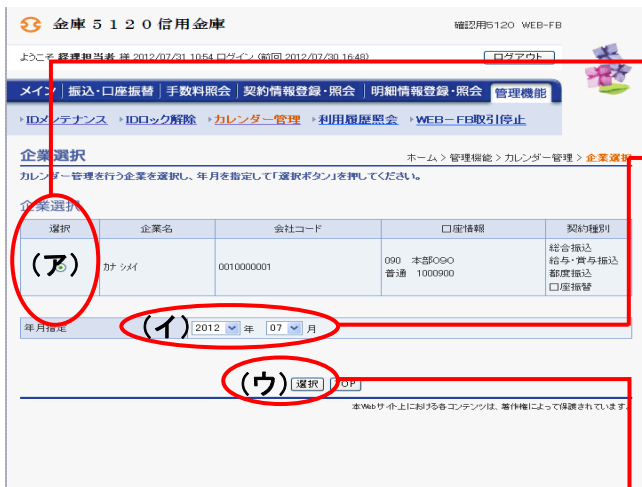 金庫５１２０信用金庫
確認用5120 WEB-FB
ようこそ 経理担当者 様 2012/07/31 1054 ログイン (前回 2012/07/30 16:48)
ログアウト
メイン 振込・口座振替 手数料照会 契約情報登録・照会 明細情報登録・照会 管理機能
IDメンテナンス IDロック解除 カレンダー管理 利用履歴照会 WEB－FB取引停止
企業選択
ホーム > 管理機能 > カレンダー管理 > 企業選択
カレンダー管理を行う企業を選択し、年月を指定して「選択ボタン」を押してください。
企業選択
選択 企業名 会社コード 口座情報 契約種別
(ア) カナ シメイ 0010000001
090 本部090
普通 1000900
総合振込
給与・賞与振込
都度振込
口座振替
年月指定 (イ) 2012 年 07 月
(ウ) 選択 TOP
本Webサイト上における各コンテンツは、著作権によって保護されています。